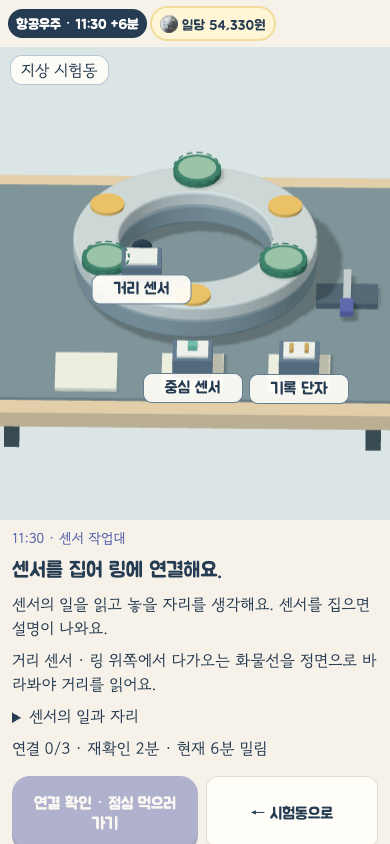 항공우주 · 11:30 +6분
일당 54,330원
지상 시험동
거리 센서
중심 센서
기록 단자
11:30 · 센서 작업대
센서를 집어 링에 연결해요.
센서의 일을 읽고 놓을 자리를 생각해요. 센서를 집으면
설명이 나와요.
거리 센서 · 링 위쪽에서 다가오는 화물선을 정면으로 바
라봐야 거리를 읽어요.
▶ 센서의 일과 자리
연결 0/3 · 재확인 2분 · 현재 6분 밀림
연결 확인 · 점심 먹으러
가기
← 시험동으로